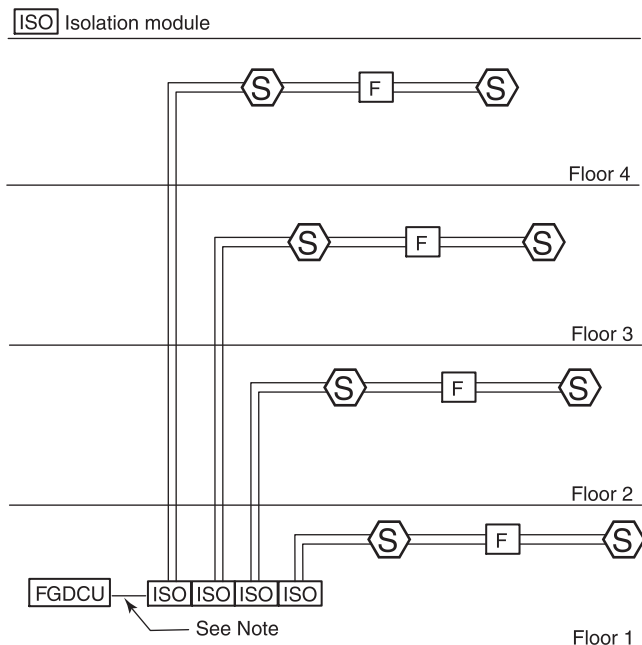 ISO Isolation module
S F S
Floor 4
S F S
Floor 3
S F S
Floor 2
S F S
FGDCU ISO ISO ISO ISO
See Note
Floor 1